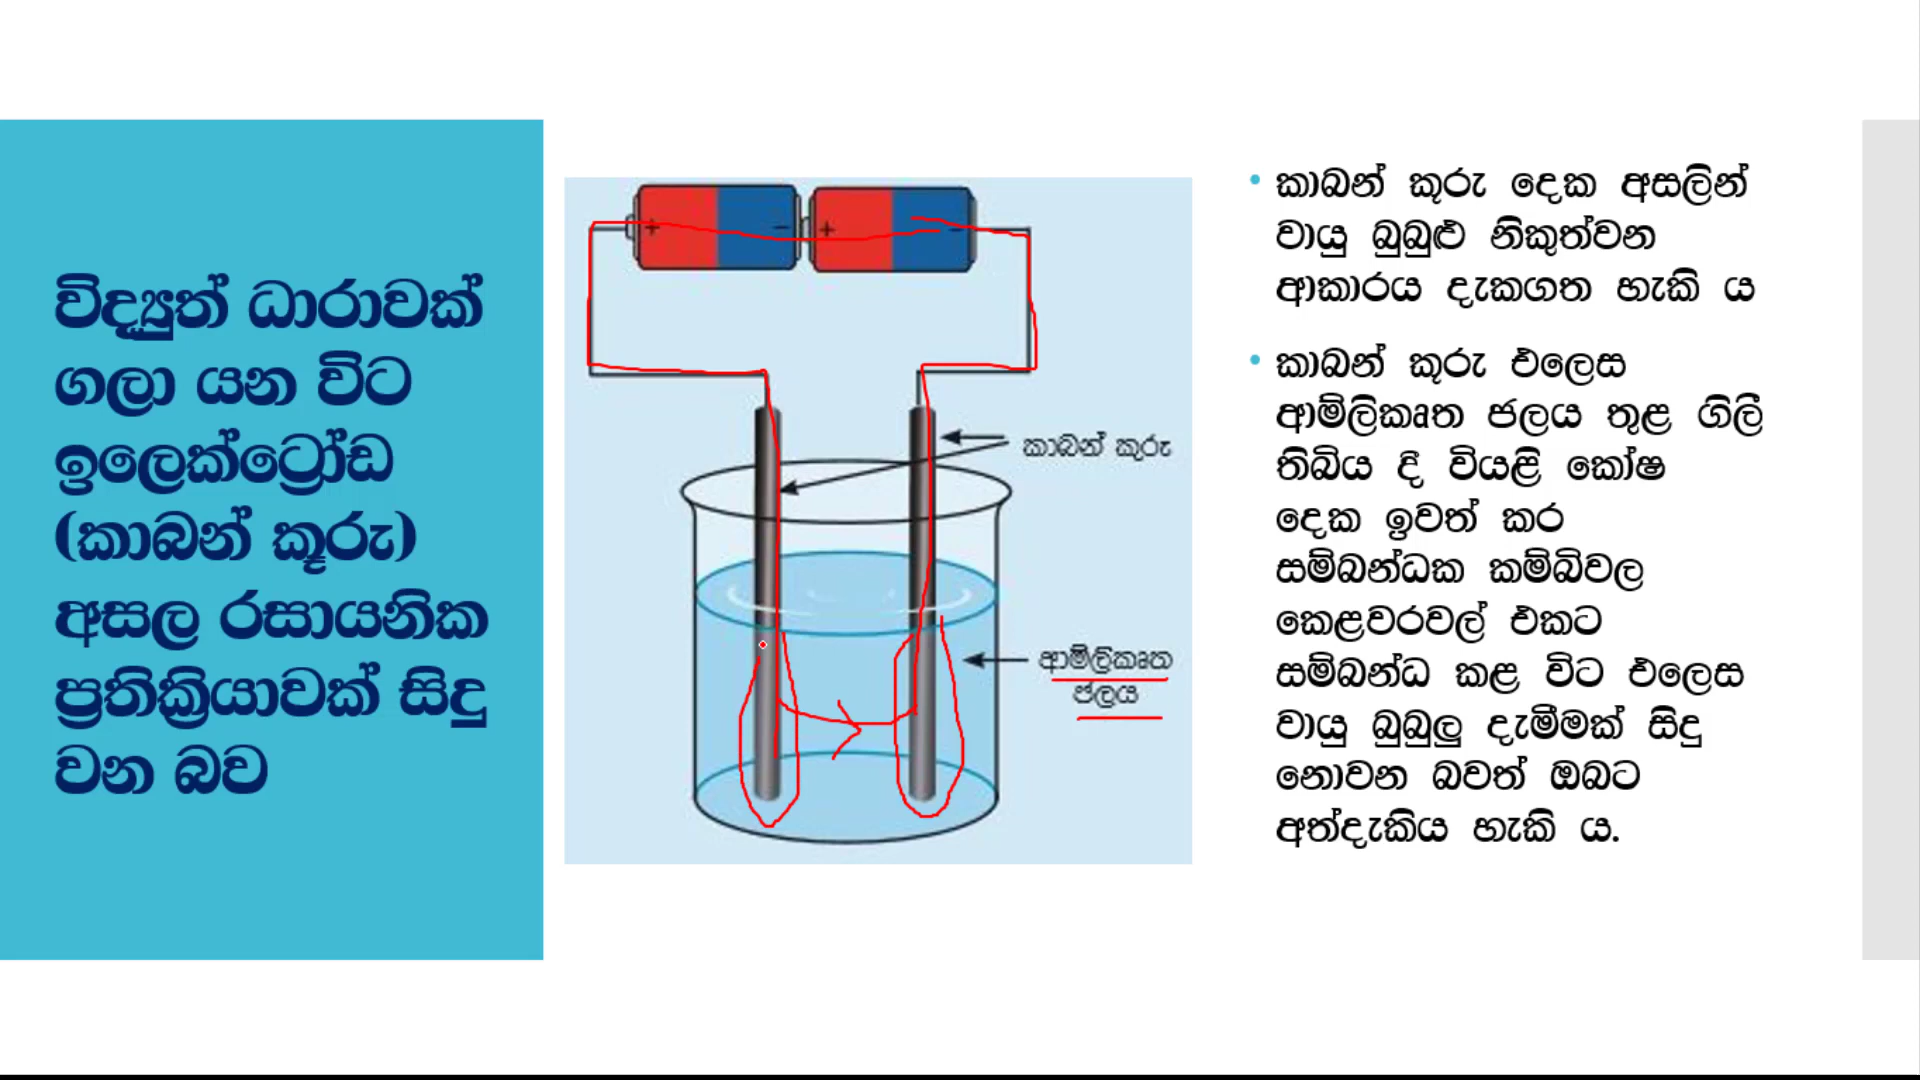 විද්‍යුත් ධාරාවක්
ගලා යන විට
ඉලෙක්ට්‍රෝඩ
(කාබන් කූරු)
අසල රසායනික
ප්‍රතික්‍රියාවක් සිදු
වන බව
+ − + −
කාබන් කූරු
ආම්ලිකෘත
ජලය
• කාබන් කූරු දෙක අසලින්
වායු බුබුළු නිකුත්වන
ආකාරය දැකගත හැකි ය
• කාබන් කූරු එලෙස
ආම්ලිකෘත ජලය තුළ ගිලී
තිබිය දී වියළි කෝෂ
දෙක ඉවත් කර
සම්බන්ධක කම්බිවල
කෙළවරවල් එකට
සම්බන්ධ කළ විට එලෙස
වායු බුබුලු දැමීමක් සිදු
නොවන බවත් ඔබට
අත්දැකිය හැකි ය.